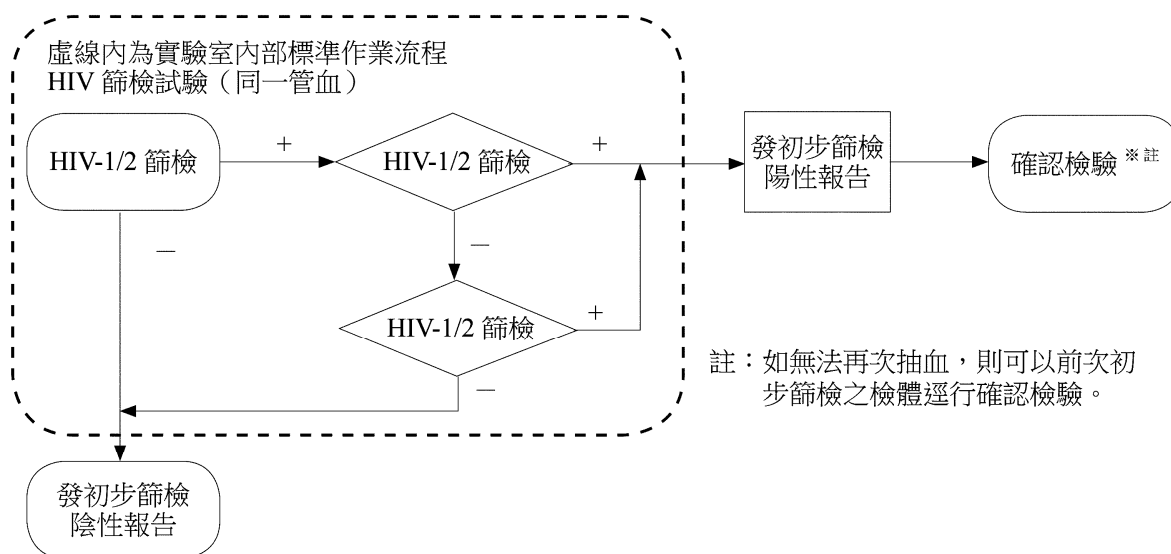 虛線內為實驗室內部標準作業流程
HIV 篩檢試驗（同一管血）
HIV-1/2 篩檢
+
HIV-1/2 篩檢
+
發初步篩檢
陽性報告
確認檢驗 ※註
－
－
HIV-1/2 篩檢
+
－
註：如無法再次抽血，則可以前次初
步篩檢之檢體逕行確認檢驗。
發初步篩檢
陰性報告